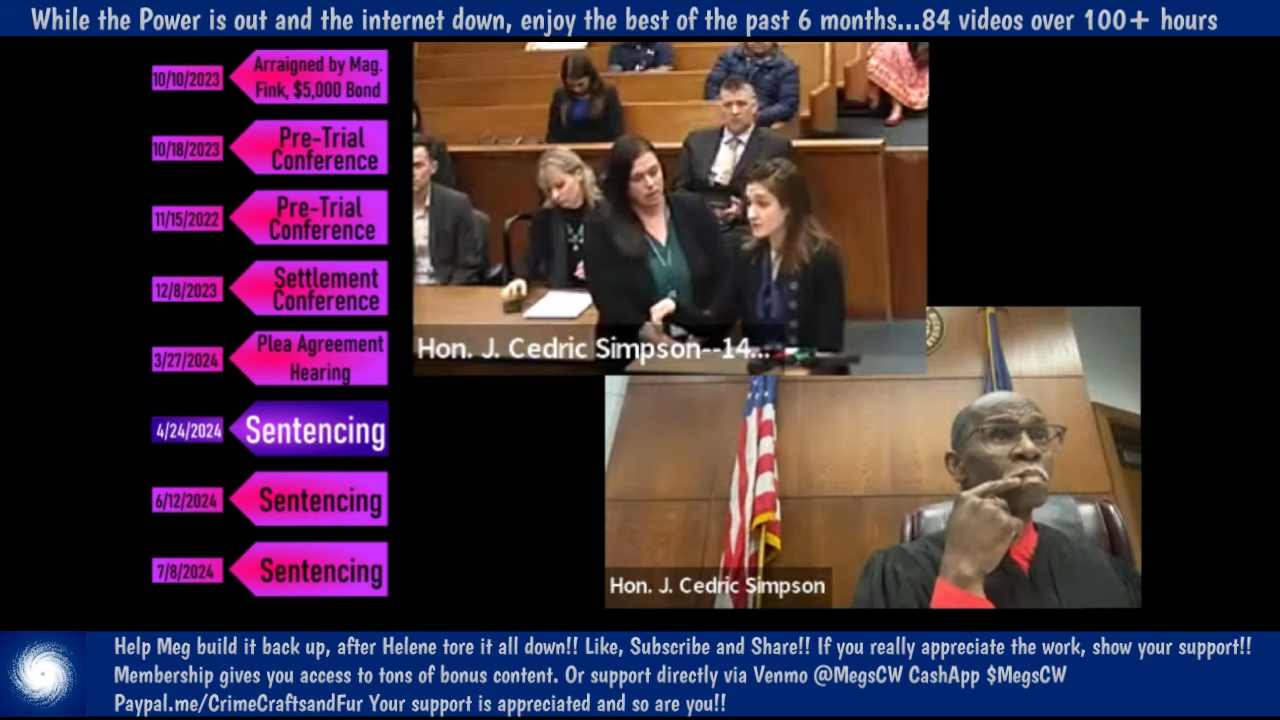 While the Power is out and the internet down, enjoy the best of the past 6 months...84 videos over 100+ hours
10/10/2023
Arraigned by Mag.
Fink, $5,000 Bond
10/18/2023
Pre-Trial
Conference
11/15/2022
Pre-Trial
Conference
12/8/2023
Settlement
Conference
3/27/2024
Plea Agreement
Hearing
4/24/2024
Sentencing
6/12/2024
Sentencing
7/8/2024
Sentencing
Hon. J. Cedric Simpson--14...
Hon. J. Cedric Simpson
Help Meg build it back up, after Helene tore it all down!! Like, Subscribe and Share!! If you really appreciate the work, show your support!!
Membership gives you access to tons of bonus content. Or support directly via Venmo @MegsCW CashApp $MegsCW
Paypal.me/CrimeCraftsandFur Your support is appreciated and so are you!!